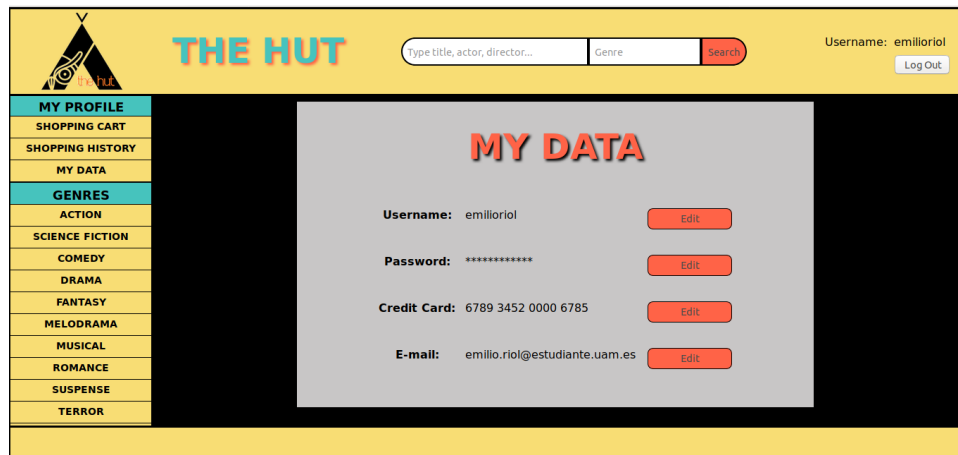 the hut
THE HUT
Type title, actor, director...
Genre
Search
Username: emilioriol
Log Out
MY PROFILE
SHOPPING CART
SHOPPING HISTORY
MY DATA
GENRES
ACTION
SCIENCE FICTION
COMEDY
DRAMA
FANTASY
MELODRAMA
MUSICAL
ROMANCE
SUSPENSE
TERROR
MY DATA
Username: emilioriol Edit
Password: ************ Edit
Credit Card: 6789 3452 0000 6785 Edit
E-mail: emilio.riol@estudiante.uam.es Edit